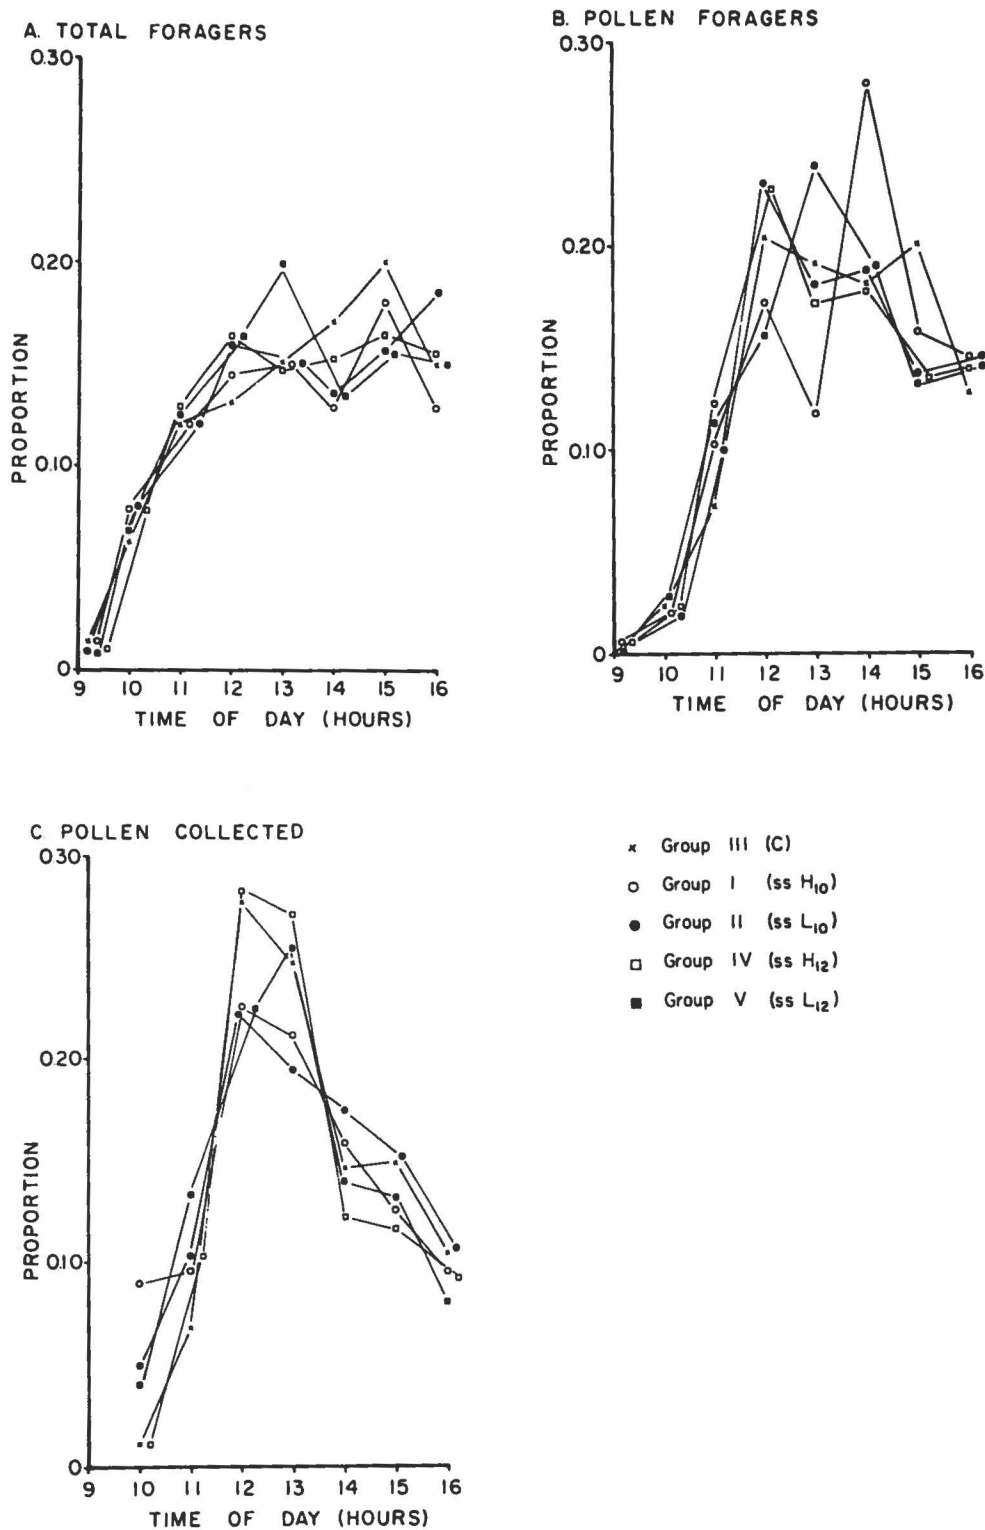 A. TOTAL FORAGERS
0.30
0.20
0.10
0
PROPORTION
9 10 11 12 13 14 15 16
TIME OF DAY (HOURS)
B. POLLEN FORAGERS
0.30
0.20
0.10
0
PROPORTION
9 10 11 12 13 14 15 16
TIME OF DAY (HOURS)
C. POLLEN COLLECTED
0.30
0.20
0.10
0
PROPORTION
9 10 11 12 13 14 15 16
TIME OF DAY (HOURS)
Group III (C)
Group I (ss H10)
Group II (ss L10)
Group IV (ss H12)
Group V (ss L12)